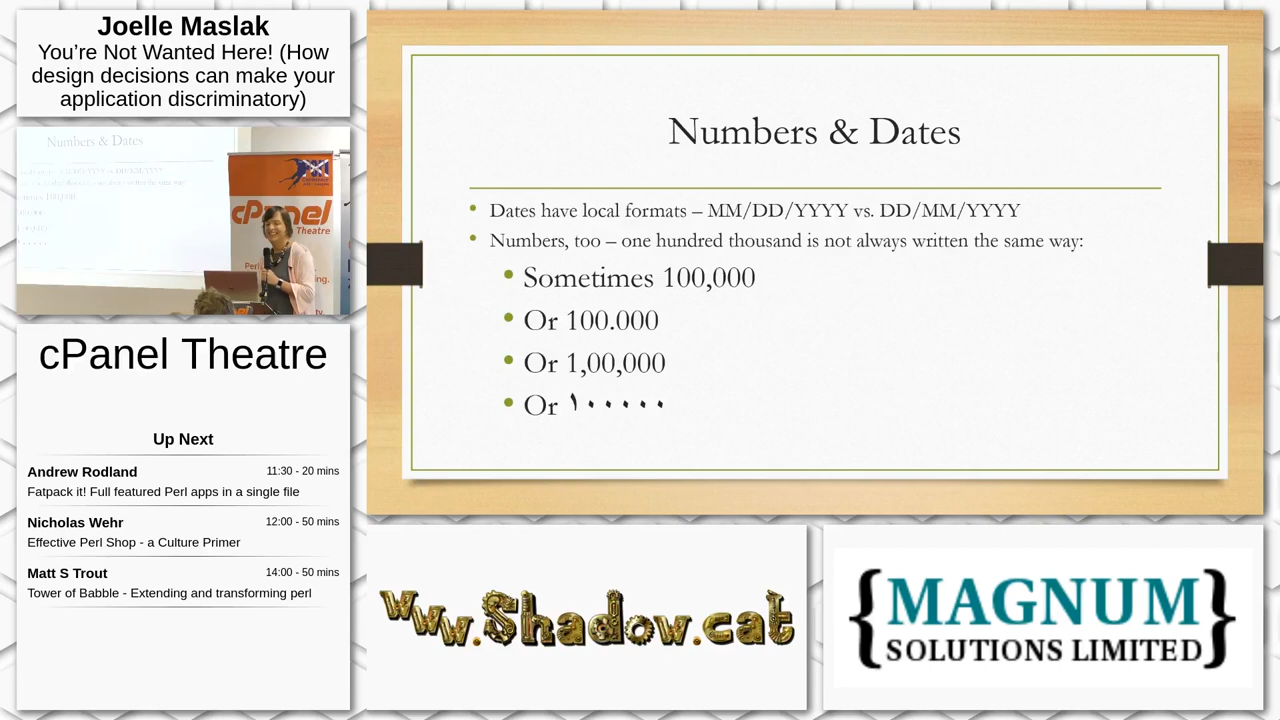 Joelle Maslak
You're Not Wanted Here! (How
design decisions can make your
application discriminatory)
Numbers & Dates
cPanel
Theatre
cPanel Theatre
Up Next
Andrew Rodland 11:30 - 20 mins
Fatpack it! Full featured Perl apps in a single file
Nicholas Wehr 12:00 - 50 mins
Effective Perl Shop - a Culture Primer
Matt S Trout 14:00 - 50 mins
Tower of Babble - Extending and transforming perl
Numbers & Dates
• Dates have local formats – MM/DD/YYYY vs. DD/MM/YYYY
• Numbers, too – one hundred thousand is not always written the same way:
• Sometimes 100,000
• Or 100.000
• Or 1,00,000
• Or ١٠٠٠٠٠
www.Shadow.cat
{MAGNUM
SOLUTIONS LIMITED}